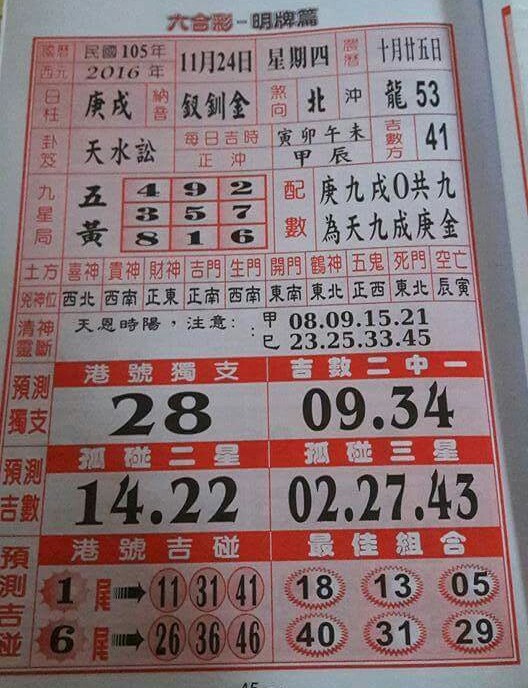 六合彩-明牌篇
國曆 民國105年 11月24日 星期四 農曆 十月廿五日
西元 2016年
日柱 庚戌 納音 釵釧金 煞向 北 沖 龍 53
卦笈 天水訟 每日吉時 寅卯午未 吉數方 41
正沖 甲辰
九星局 五黃 4 9 2 配數 庚九戌0共九
3 5 7 為天九成庚金
8 1 6
吉方 喜神 貴神 財神 吉門 生門 開門 鶴神 五鬼 死門 空亡
兇神位 西北 西南 正東 正南 西南 東南 東北 正西 東北 辰寅
清神靈斷 天恩時陽，注意: 甲 08.09.15.21
巳 23.25.33.45
預測獨支 港號獨支 吉數二中一
28 09.34
預測吉數 孤碰二星 孤碰三星
14.22 02.27.43
預測吉碰 港號吉碰 最佳組合
1尾 11 31 41 18 13 05
6尾 26 36 46 40 31 29